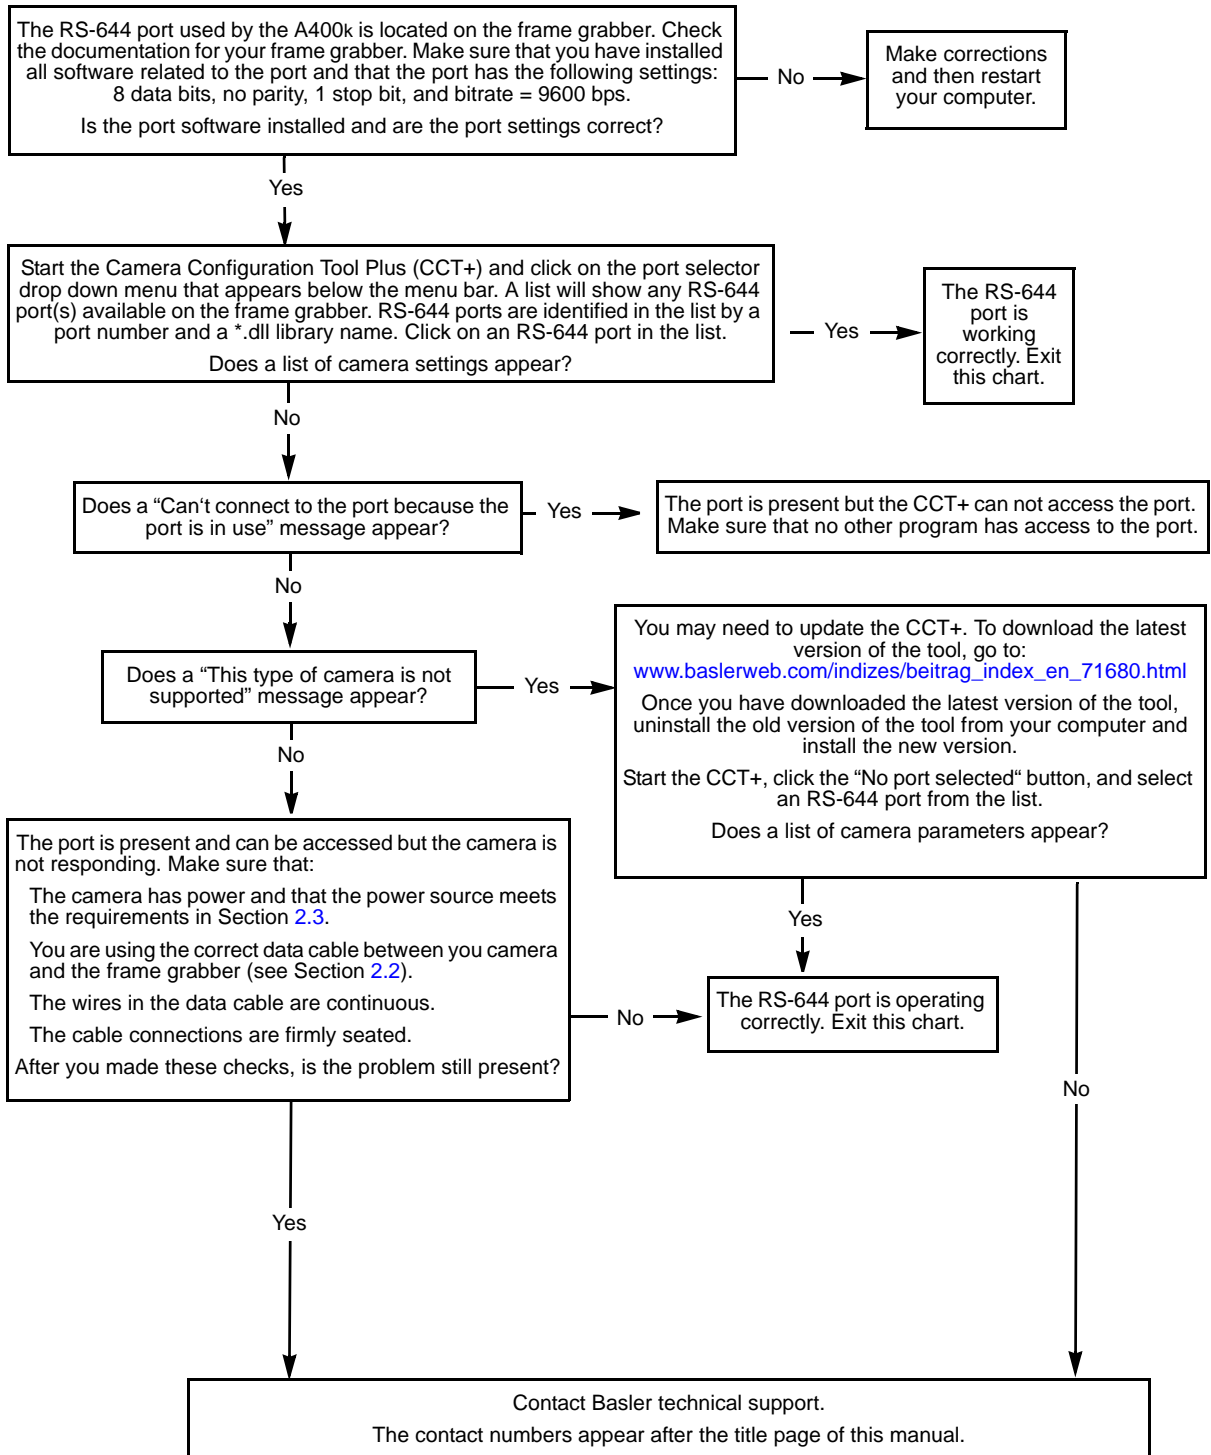 The RS-644 port used by the A400k is located on the frame grabber. Check
the documentation for your frame grabber. Make sure that you have installed
all software related to the port and that the port has the following settings:
8 data bits, no parity, 1 stop bit, and bitrate = 9600 bps.
Is the port software installed and are the port settings correct?
No
Make corrections
and then restart
your computer.
Yes
Start the Camera Configuration Tool Plus (CCT+) and click on the port selector
drop down menu that appears below the menu bar. A list will show any RS-644
port(s) available on the frame grabber. RS-644 ports are identified in the list by a
port number and a *.dll library name. Click on an RS-644 port in the list.
Does a list of camera settings appear?
Yes
The RS-644
port is
working
correctly. Exit
this chart.
No
Does a “Can‘t connect to the port because the
port is in use” message appear?
Yes
The port is present but the CCT+ can not access the port.
Make sure that no other program has access to the port.
No
Does a “This type of camera is not
supported” message appear?
Yes
You may need to update the CCT+. To download the latest
version of the tool, go to:
www.baslerweb.com/indizes/beitrag_index_en_71680.html
Once you have downloaded the latest version of the tool,
uninstall the old version of the tool from your computer and
install the new version.
Start the CCT+, click the “No port selected“ button, and select
an RS-644 port from the list.
Does a list of camera parameters appear?
No
The port is present and can be accessed but the camera is
not responding. Make sure that:
The camera has power and that the power source meets
the requirements in Section 2.3.
You are using the correct data cable between you camera
and the frame grabber (see Section 2.2).
The wires in the data cable are continuous.
The cable connections are firmly seated.
After you made these checks, is the problem still present?
No
Yes
The RS-644 port is operating
correctly. Exit this chart.
No
Yes
Contact Basler technical support.
The contact numbers appear after the title page of this manual.